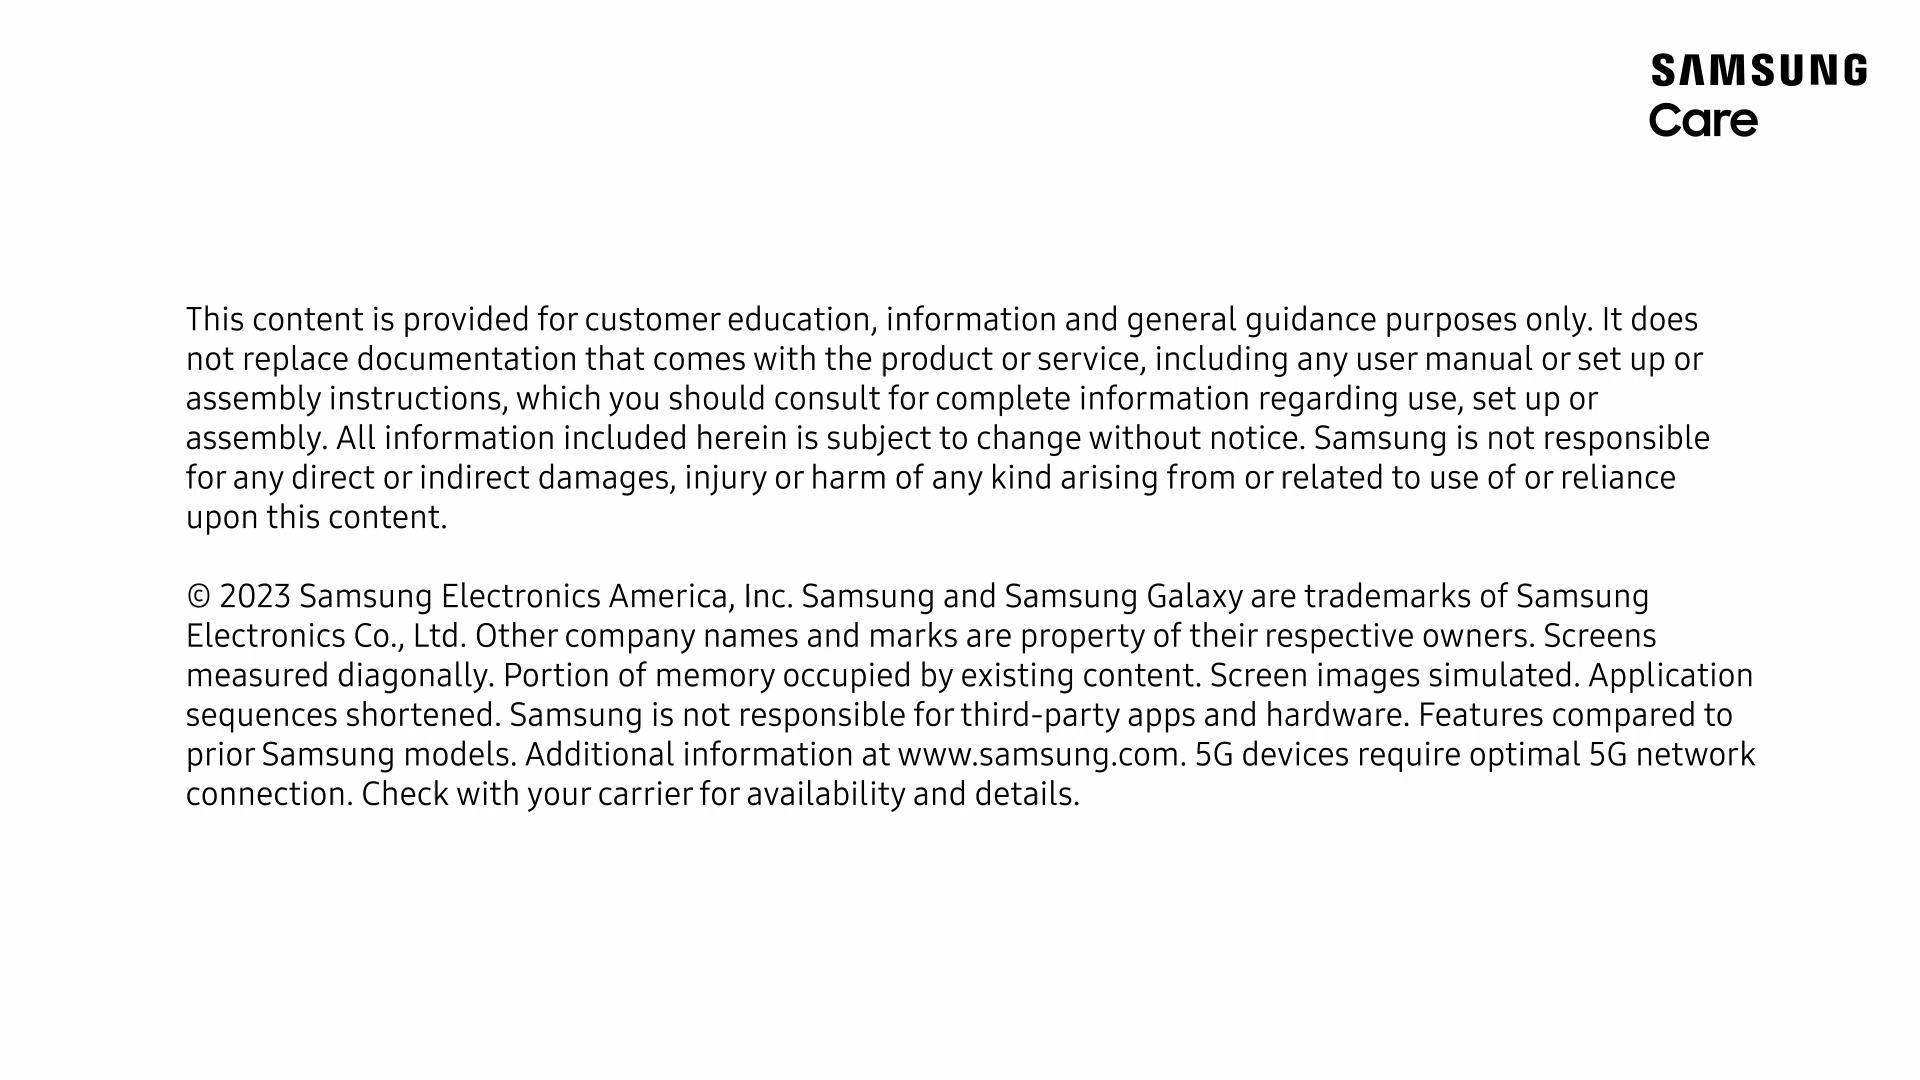 SAMSUNG
Care
This content is provided for customer education, information and general guidance purposes only. It does
not replace documentation that comes with the product or service, including any user manual or set up or
assembly instructions, which you should consult for complete information regarding use, set up or
assembly. All information included herein is subject to change without notice. Samsung is not responsible
for any direct or indirect damages, injury or harm of any kind arising from or related to use of or reliance
upon this content.
© 2023 Samsung Electronics America, Inc. Samsung and Samsung Galaxy are trademarks of Samsung
Electronics Co., Ltd. Other company names and marks are property of their respective owners. Screens
measured diagonally. Portion of memory occupied by existing content. Screen images simulated. Application
sequences shortened. Samsung is not responsible for third-party apps and hardware. Features compared to
prior Samsung models. Additional information at www.samsung.com. 5G devices require optimal 5G network
connection. Check with your carrier for availability and details.